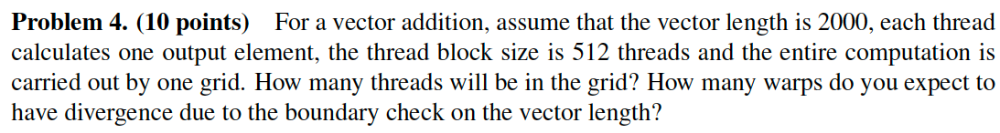 Problem 4. (10 points) For a vector addition, assume that the vector length is 2000, each thread
calculates one output element, the thread block size is 512 threads and the entire computation is
carried out by one grid. How many threads will be in the grid? How many warps do you expect to
have divergence due to the boundary check on the vector length?